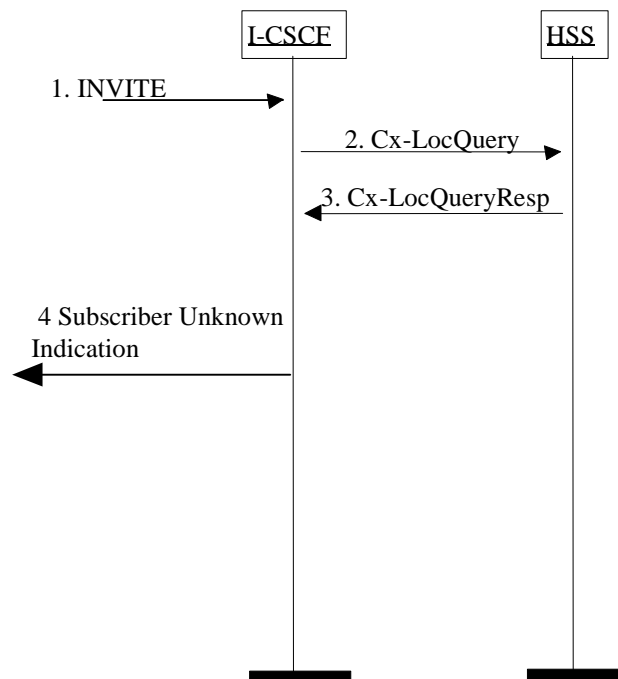 I-CSCF
HSS
1. INVITE
2. Cx-LocQuery
3. Cx-LocQueryResp
4 Subscriber Unknown
Indication